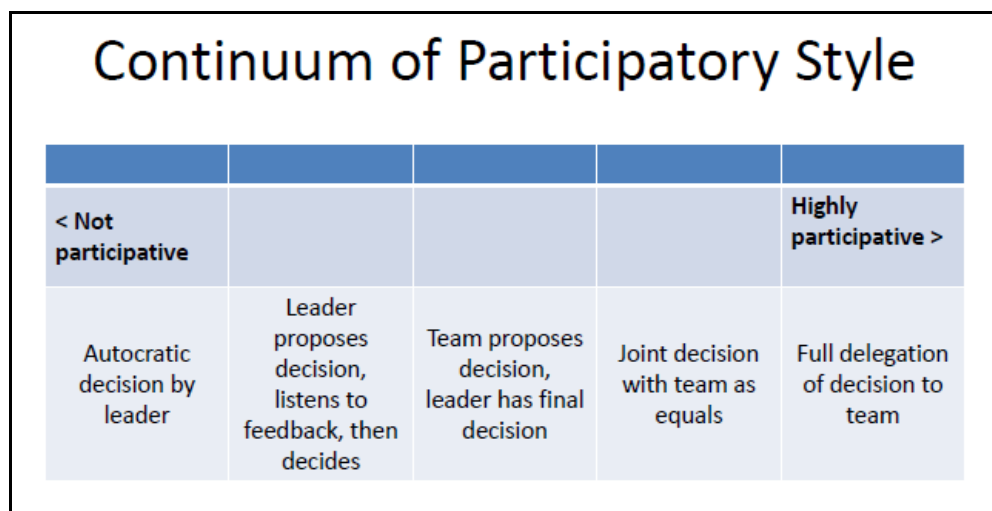 Continuum of Participatory Style
< Not
participative
Highly
participative >
Autocratic
decision by
leader
Leader
proposes
decision,
listens to
feedback, then
decides
Team proposes
decision,
leader has final
decision
Joint decision
with team as
equals
Full delegation
of decision to
team